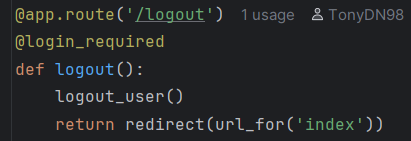 @app.route('/logout') 1 usage TonyDN98
@login_required
def logout():
    logout_user()
    return redirect(url_for('index'))